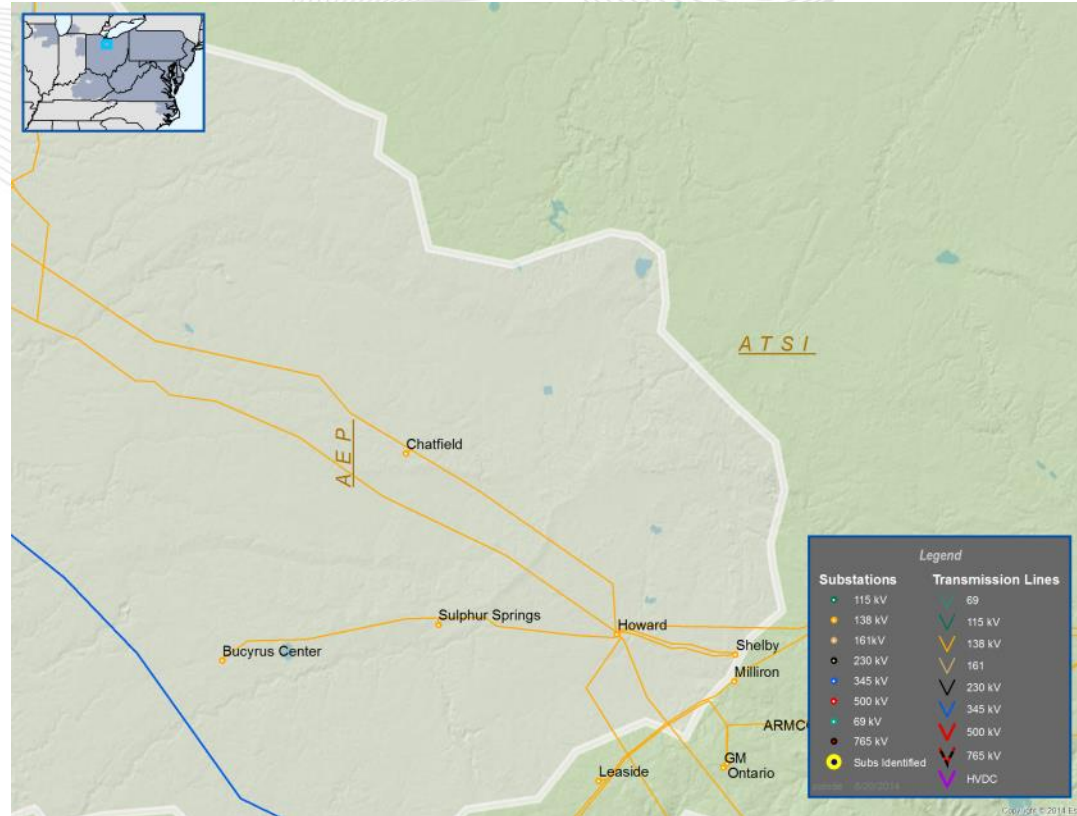 ATSI
AEP
Chatfield
Sulphur Springs
Howard
Bucyrus Center
Shelby
Milliron
GM
Ontario
Leaside
Legend
Substations
115 kV
138 kV
161kV
230 kV
345 kV
500 kV
69 kV
765 kV
Subs Identified
Transmission Lines
69
115 kV
138 kV
161
230 kV
345 kV
500 kV
765 kV
HVDC